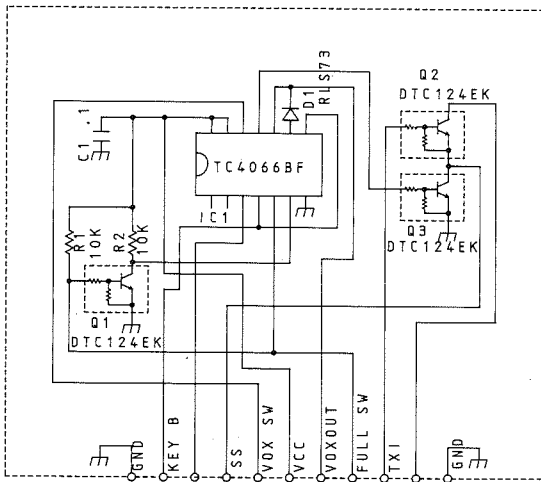 Q2
DTC124EK
D1
RLS73
C1 .1
TC4066BF
IC1
R1
10K
R2
10K
Q3
DTC124EK
Q1
DTC124EK
GND
KEY B
SS
VOX SW
VCC
VOXOUT
FULL SW
TXI
GND